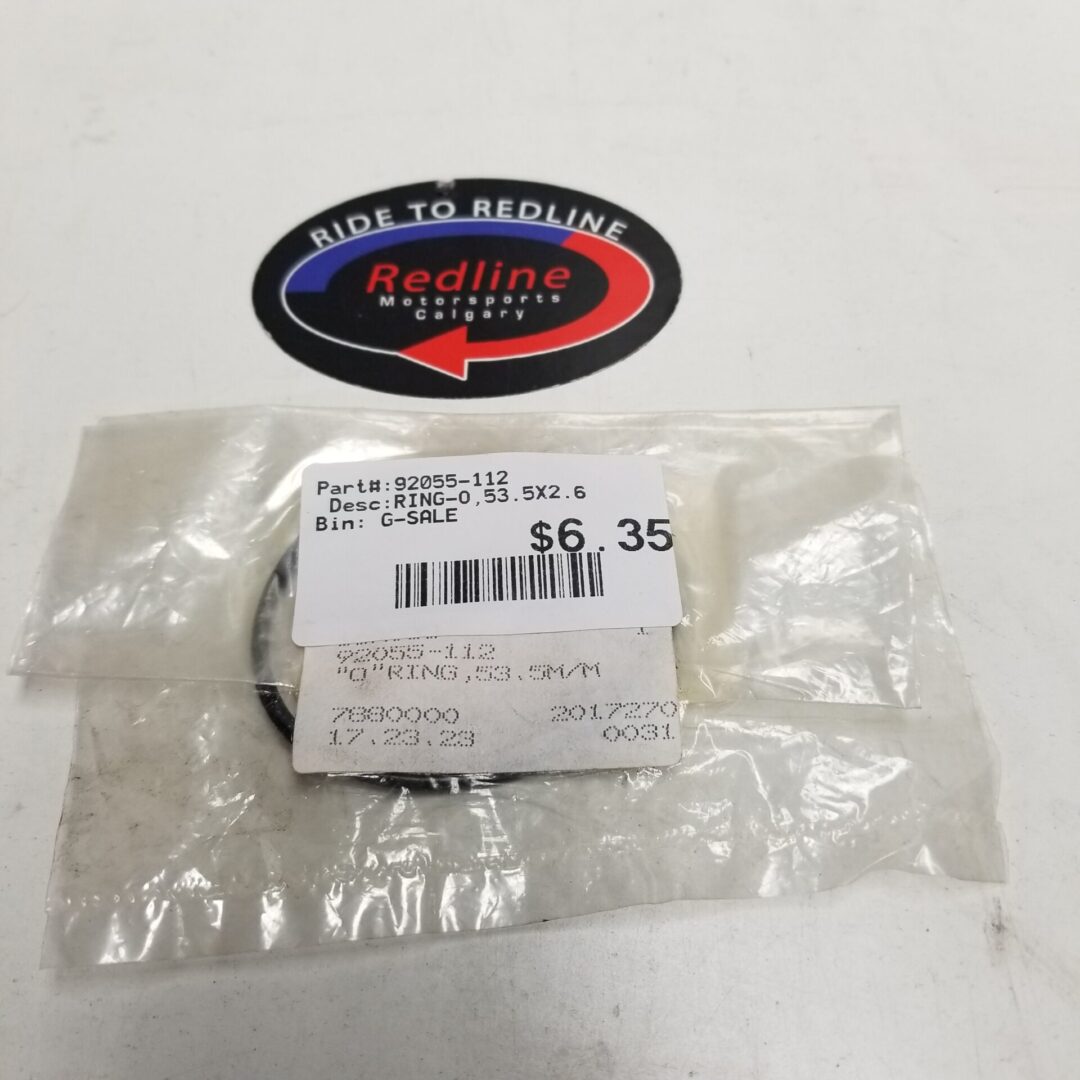 RIDE TO REDLINE
Redline
Motorsports
Calgary
Part#:92055-112
Desc:RING-O,53.5X2.6
Bin: G-SALE
$6.35
1
92055-112
"O"RING,53.5M/M
7880000 2017270
17.23.23 0031